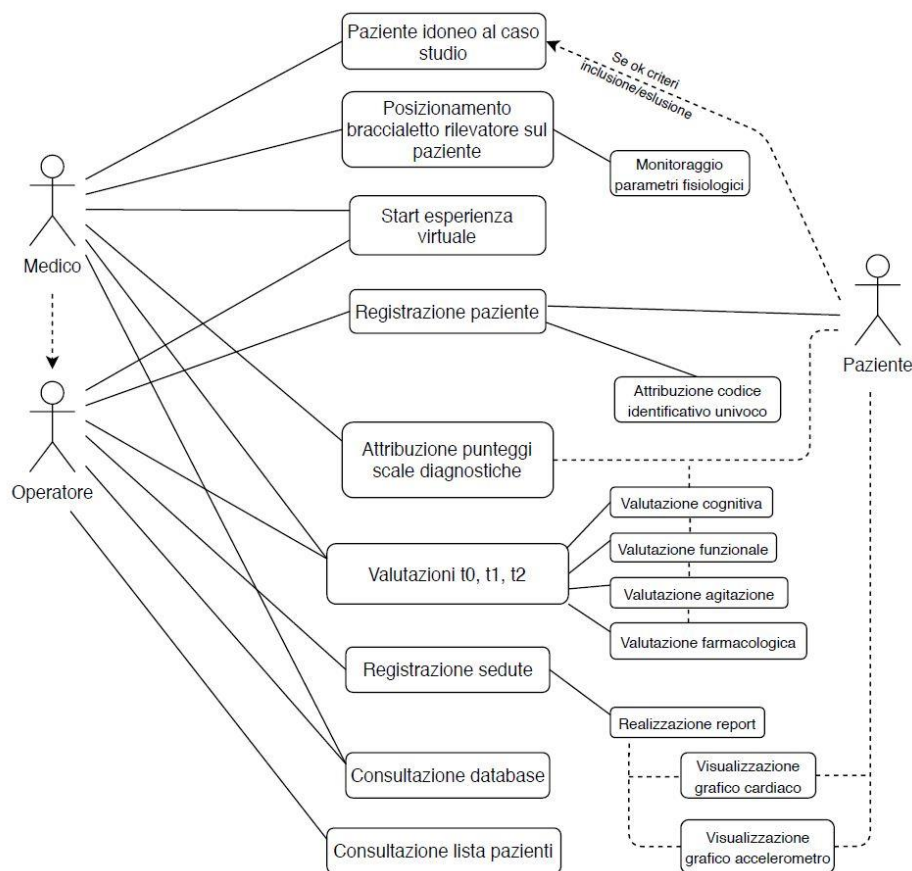 Paziente idoneo al caso
studio
Se ok criteri
inclusione/eslusione
Posizionamento
braccialetto rilevatore sul
paziente
Monitoraggio
parametri fisiologici
Start esperienza
virtuale
Medico
Registrazione paziente
Paziente
Attribuzione codice
identificativo univoco
Operatore
Attribuzione punteggi
scale diagnostiche
Valutazione cognitiva
Valutazione funzionale
Valutazioni t0, t1, t2
Valutazione agitazione
Valutazione farmacologica
Registrazione sedute
Realizzazione report
Consultazione database
Visualizzazione
grafico cardiaco
Consultazione lista pazienti
Visualizzazione
grafico accelerometro